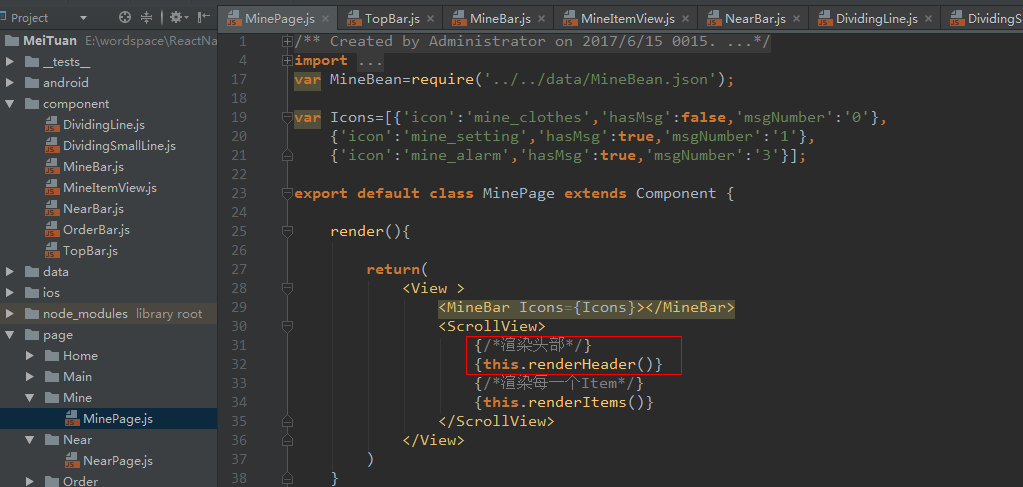 Project
MinePage.js
TopBar.js
MineBar.js
MineItemView.js
NearBar.js
DividingLine.js
DividingS
MeiTuan E:\wordspace\ReactNa
__tests__
android
component
DividingLine.js
DividingSmallLine.js
MineBar.js
MineItemView.js
NearBar.js
OrderBar.js
TopBar.js
data
ios
node_modules library root
page
Home
Main
Mine
MinePage.js
Near
NearPage.js
Order
1 /** Created by Administrator on 2017/6/15 0015. ...*/
4 import ...
17 var MineBean=require('../../data/MineBean.json');
18
19 var Icons=[{'icon':'mine_clothes','hasMsg':false,'msgNumber':'0'},
20 {'icon':'mine_setting','hasMsg':true,'msgNumber':'1'},
21 {'icon':'mine_alarm','hasMsg':true,'msgNumber':'3'}];
22
23 export default class MinePage extends Component {
24
25 render(){
26
27 return(
28 <View >
29 <MineBar Icons={Icons}></MineBar>
30 <ScrollView>
31 {/*渲染头部*/}
32 {this.renderHeader()}
33 {/*渲染每一个Item*/}
34 {this.renderItems()}
35 </ScrollView>
36 </View>
37 )
38 }